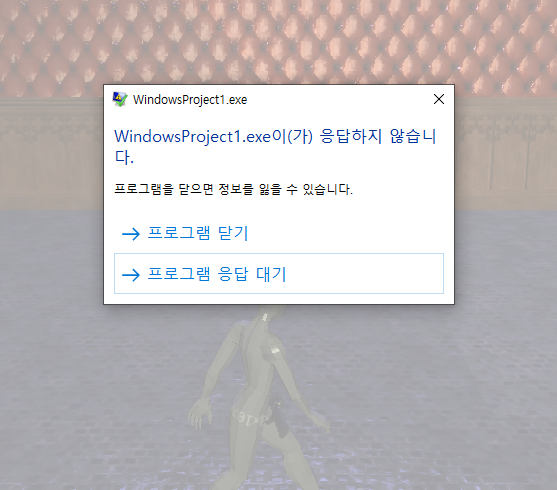 WindowsProject1.exe
WindowsProject1.exe이(가) 응답하지 않습니
다.
프로그램을 닫으면 정보를 잃을 수 있습니다.
프로그램 닫기
프로그램 응답 대기